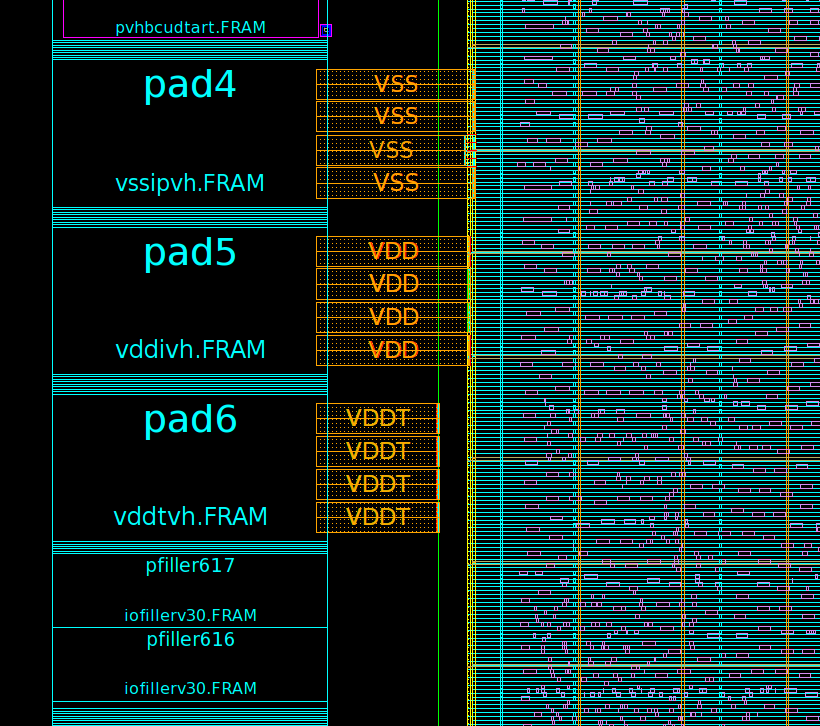 pvhbcudtart.FRAM
pad4
VSS
VSS
VSS
vssipvh.FRAM
VSS
pad5
VDD
VDD
VDD
vddivh.FRAM
VDD
pad6
VDDT
VDDT
VDDT
vddtvh.FRAM
VDDT
pfiller617
iofillerv30.FRAM
pfiller616
iofillerv30.FRAM